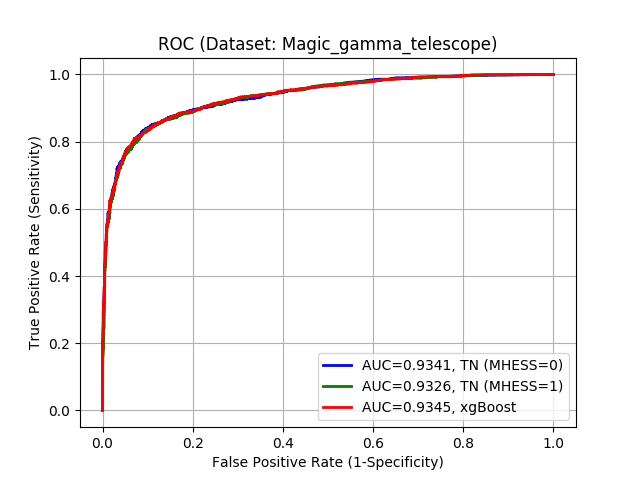 ROC (Dataset: Magic_gamma_telescope)
True Positive Rate (Sensitivity)
1.0
0.8
0.6
0.4
0.2
0.0
AUC=0.9341, TN (MHESS=0)
AUC=0.9326, TN (MHESS=1)
AUC=0.9345, xgBoost
0.0 0.2 0.4 0.6 0.8 1.0
False Positive Rate (1-Specificity)